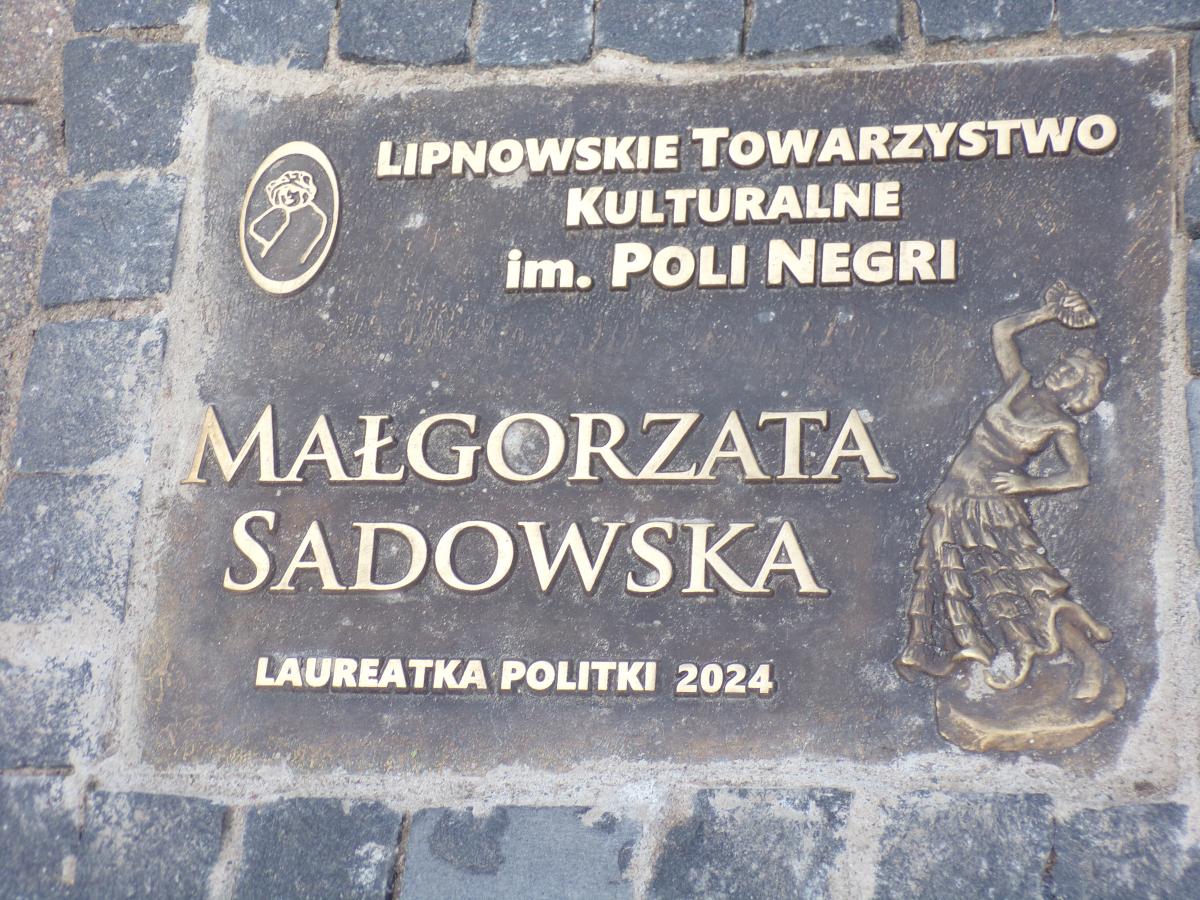 LIPNOWSKIE TOWARZYSTWO
KULTURALNE
im. POLI NEGRI
MAŁGORZATA
SADOWSKA
LAUREATKA POLITKI 2024